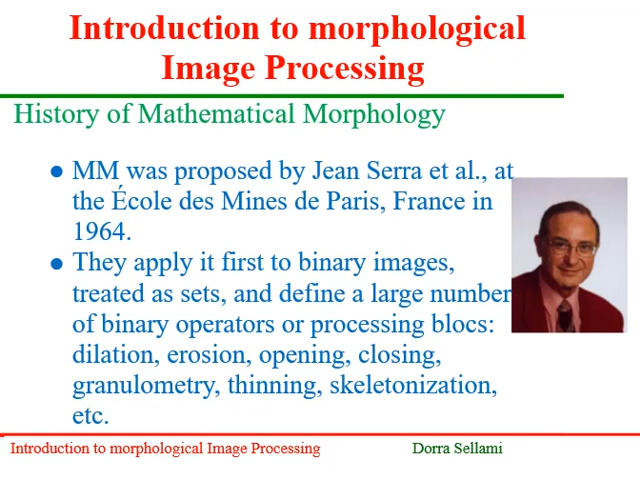 Introduction to morphological
Image Processing
History of Mathematical Morphology
● MM was proposed by Jean Serra et al., at
the École des Mines de Paris, France in
1964.
● They apply it first to binary images,
treated as sets, and define a large number
of binary operators or processing blocs:
dilation, erosion, opening, closing,
granulometry, thinning, skeletonization,
etc.
Introduction to morphological Image Processing Dorra Sellami